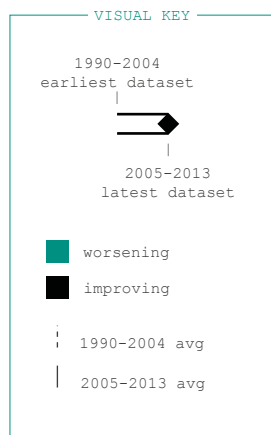 VISUAL KEY
1990-2004
earliest dataset
2005-2013
latest dataset
worsening
improving
1990-2004 avg
2005-2013 avg